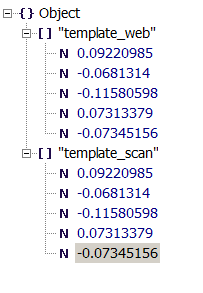 {} Object
[ ] "template_web"
N 0.09220985
N -0.0681314
N -0.11580598
N 0.07313379
N -0.07345156
[ ] "template_scan"
N 0.09220985
N -0.0681314
N -0.11580598
N 0.07313379
N -0.07345156